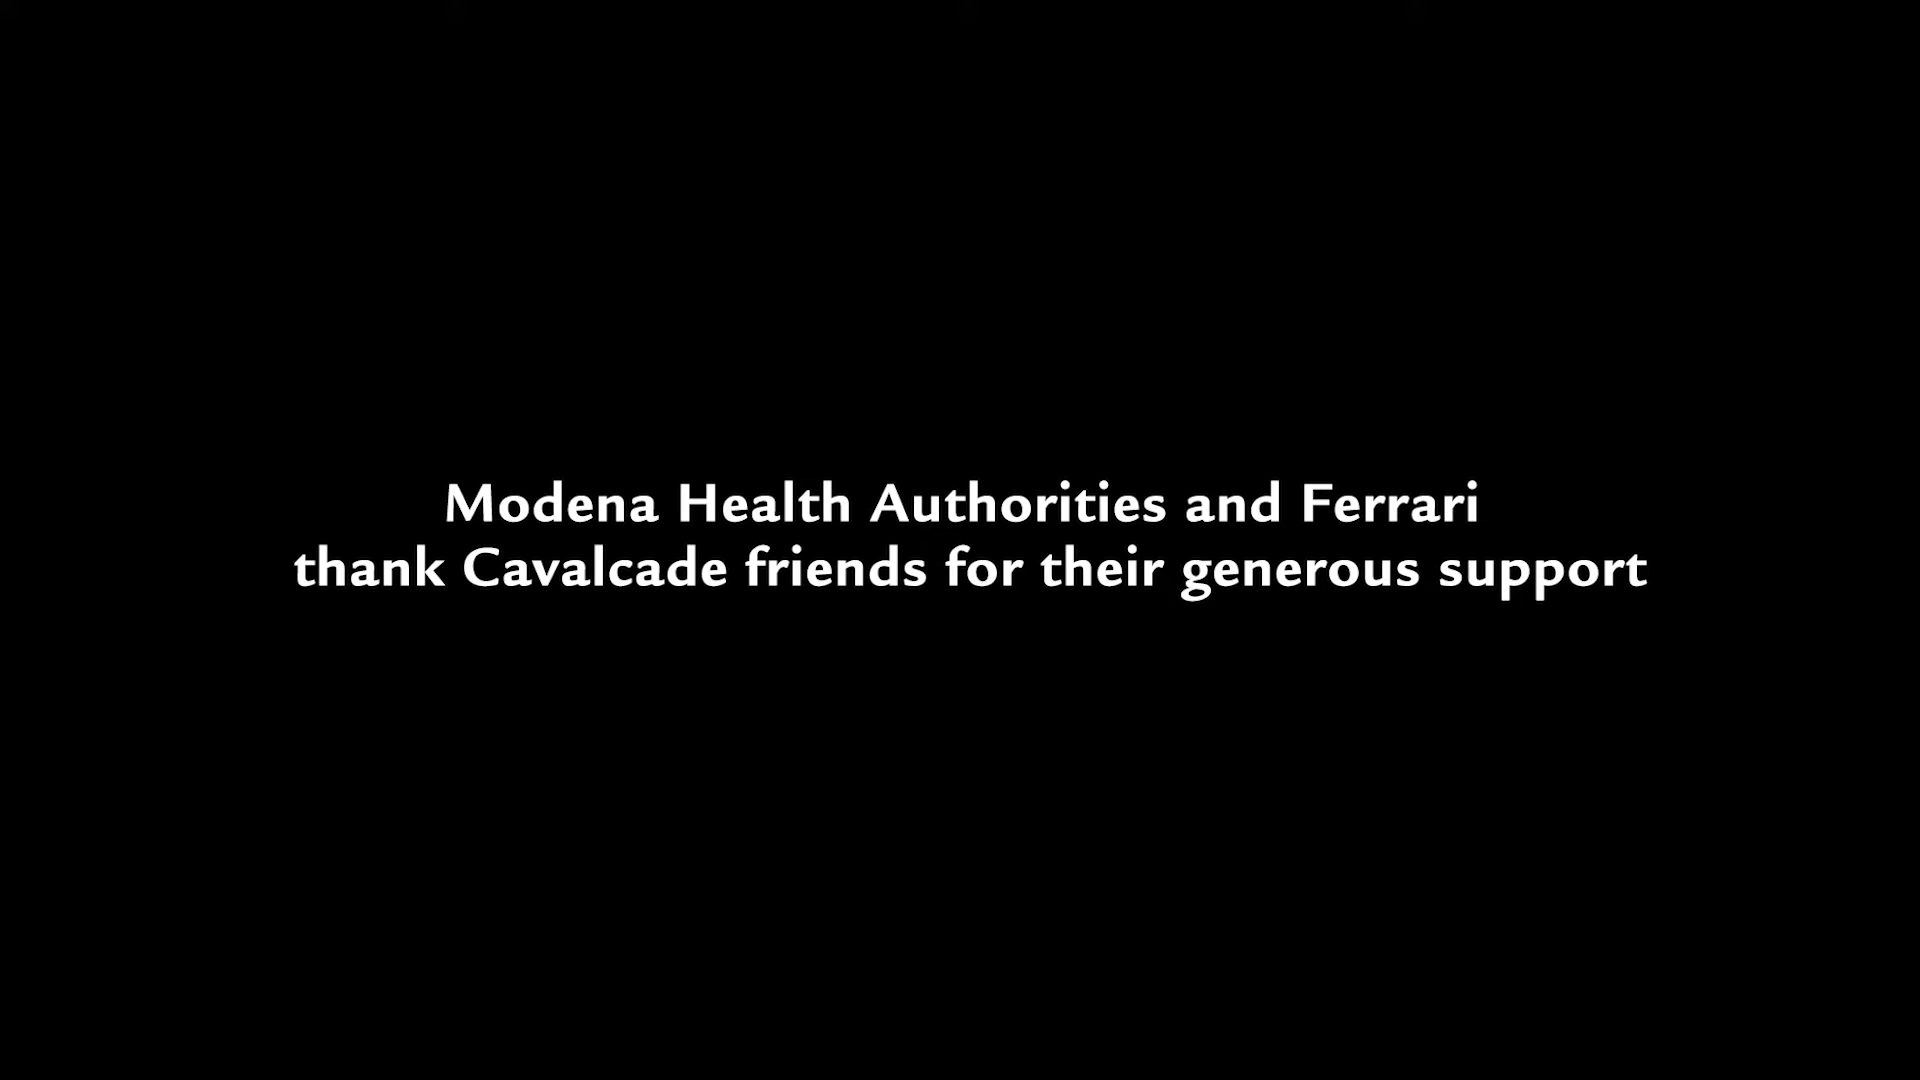 Modena Health Authorities and Ferrari
thank Cavalcade friends for their generous support